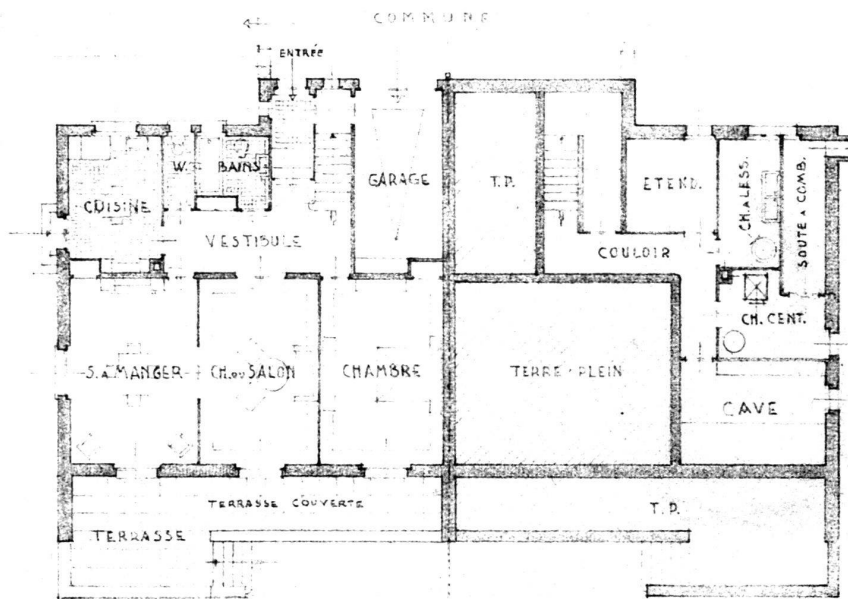 COMMUNE
ENTRÉE
W.
BAINS
CUISINE
GARAGE
T.P.
ETEND.
CH. À LESS.
SOUTE À COMB.
VESTIBULE
COULOIR
CH. CENT.
S. À MANGER
CH. OU SALON
CHAMBRE
TERRE-PLEIN
CAVE
TERRASSE COUVERTE
T.P.
TERRASSE